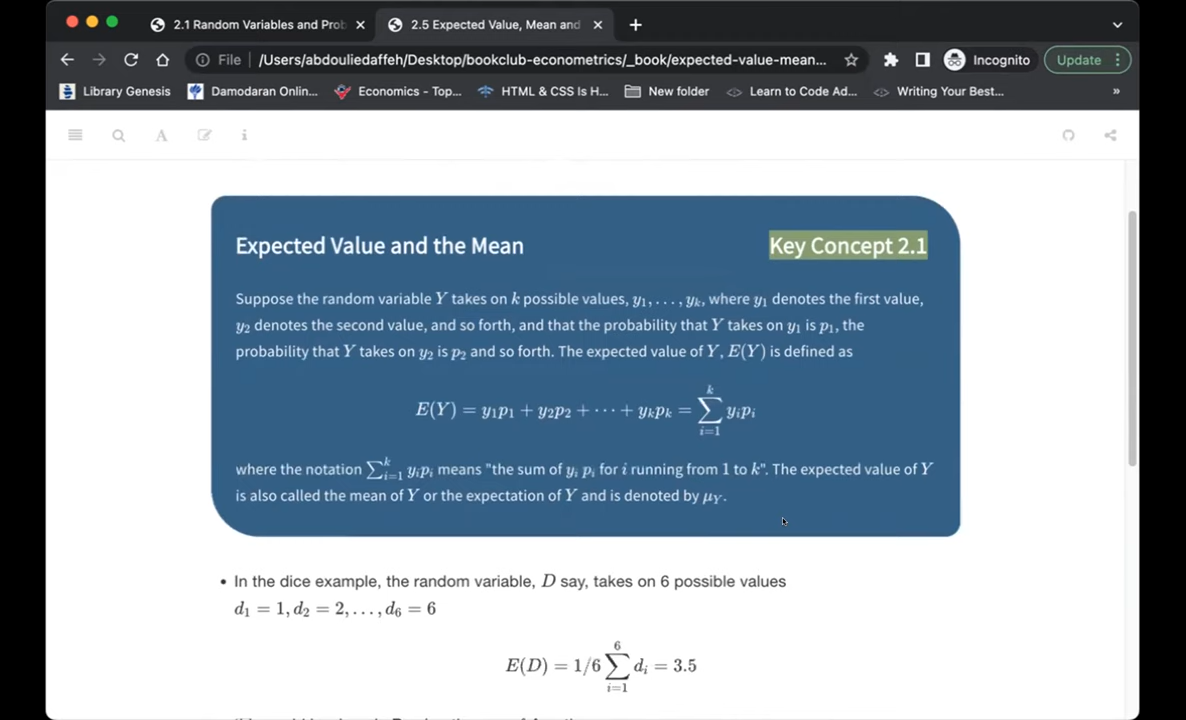 2.1 Random Variables and Prob
2.5 Expected Value, Mean and
File /Users/abdouliedaffeh/Desktop/bookclub-econometrics/_book/expected-value-mean... Incognito Update
Library Genesis Damodaran Onlin... Economics - Top... HTML & CSS Is H... New folder Learn to Code Ad... Writing Your Best... »
Expected Value and the Mean Key Concept 2.1
Suppose the random variable Y takes on k possible values, y₁, . . . , yₖ, where y₁ denotes the first value,
y₂ denotes the second value, and so forth, and that the probability that Y takes on y₁ is p₁, the
probability that Y takes on y₂ is p₂ and so forth. The expected value of Y, E(Y) is defined as
E(Y) = y₁p₁ + y₂p₂ + ··· + yₖpₖ = ∑ᵢ₌₁ᵏ yᵢpᵢ
where the notation ∑ᵢ₌₁ᵏ yᵢpᵢ means "the sum of yᵢ pᵢ for i running from 1 to k". The expected value of Y
is also called the mean of Y or the expectation of Y and is denoted by μ_Y.
• In the dice example, the random variable, D say, takes on 6 possible values
d₁ = 1, d₂ = 2, . . . , d₆ = 6
E(D) = 1/6 ∑ᵢ₌₁⁶ dᵢ = 3.5